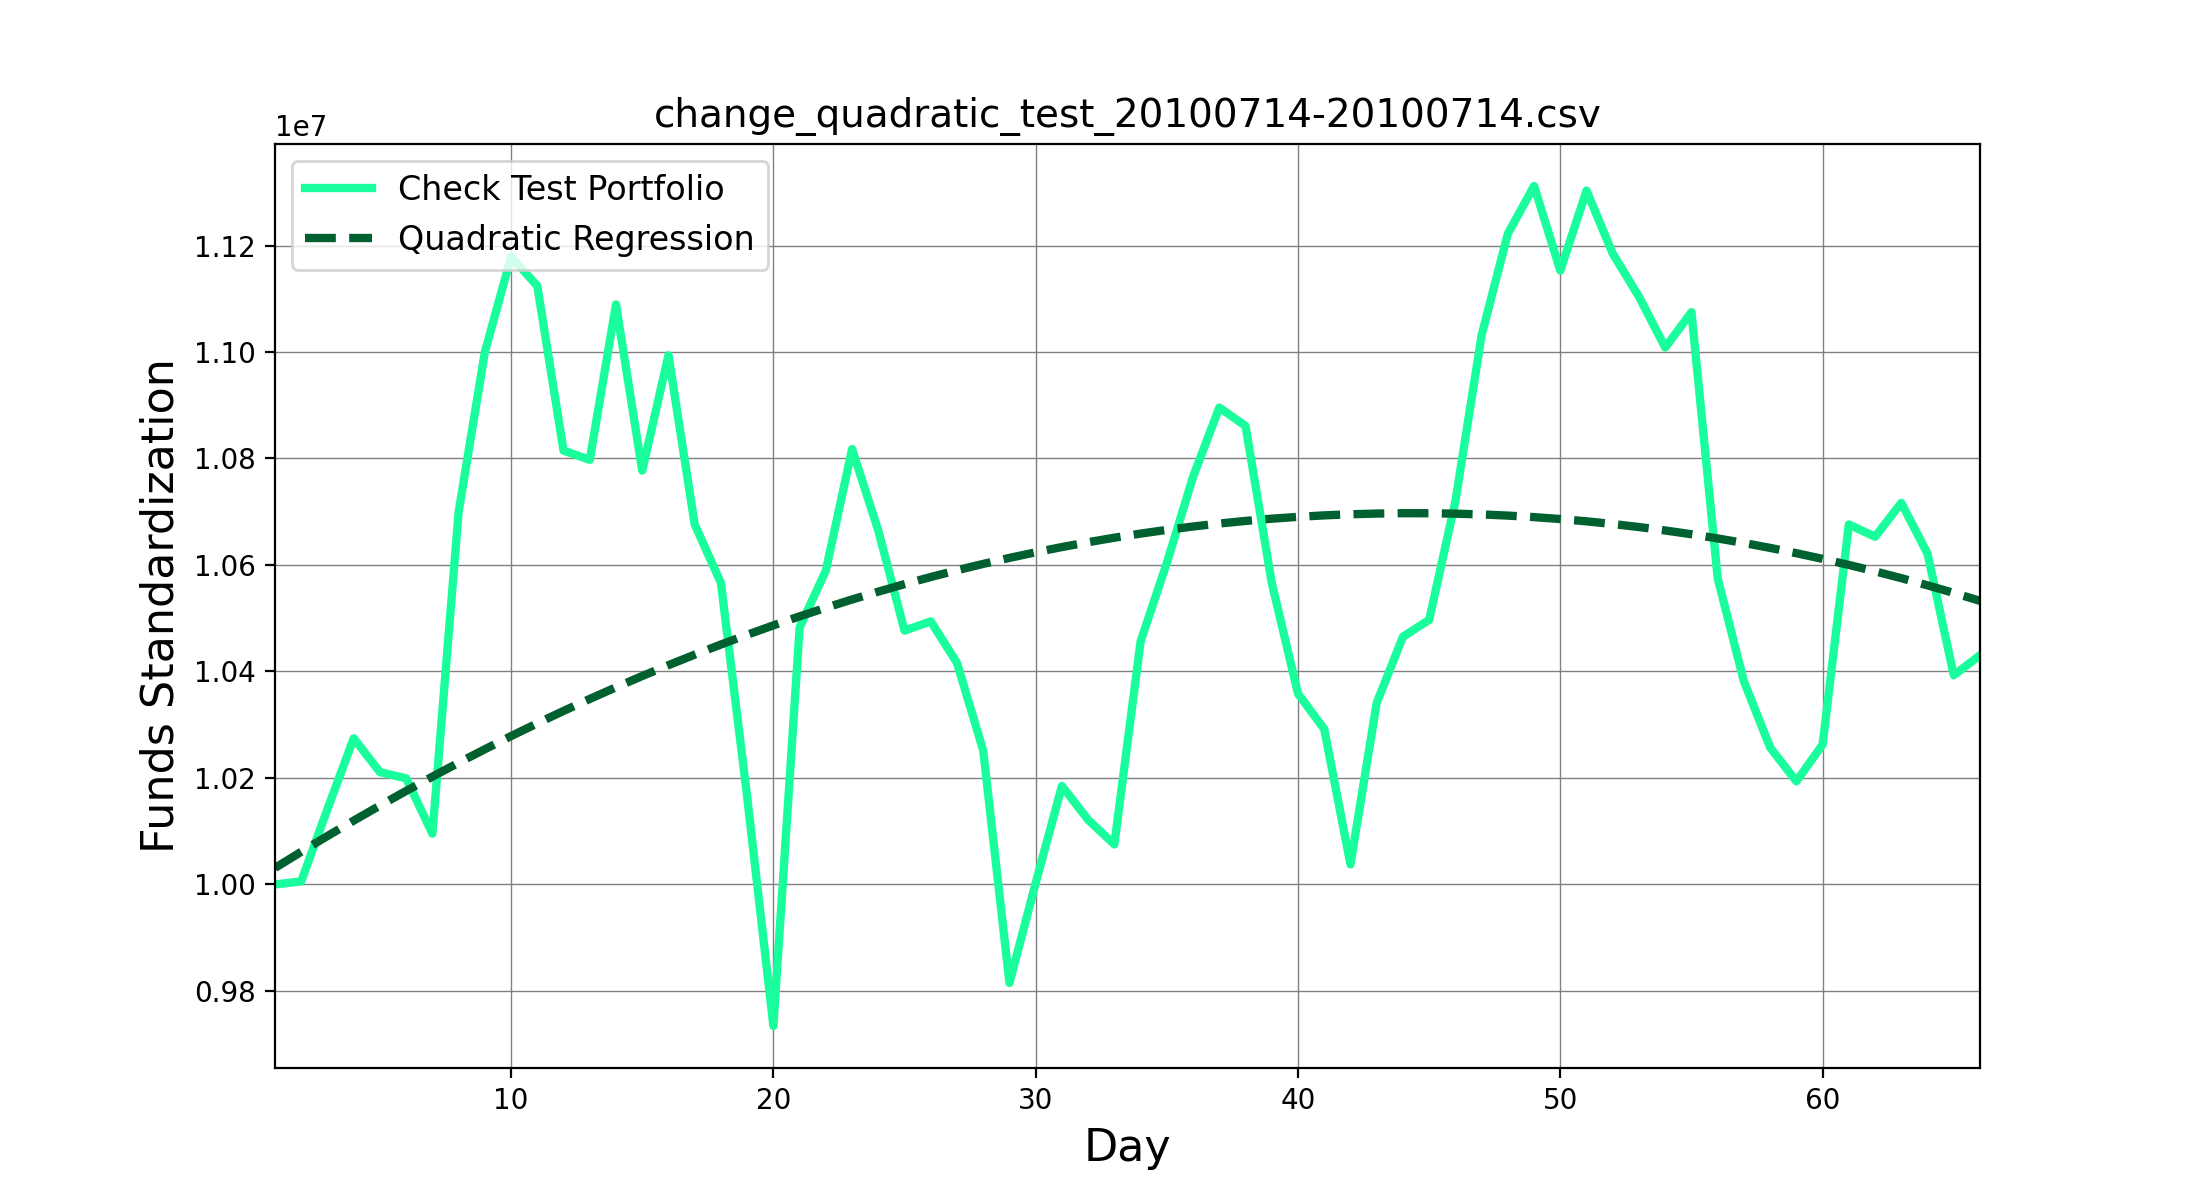 change_quadratic_test_20100714-20100714.csv
1e7
Check Test Portfolio
Quadratic Regression
1.12
1.10
1.08
1.06
1.04
1.02
1.00
0.98
Funds Standardization
10 20 30 40 50 60
Day